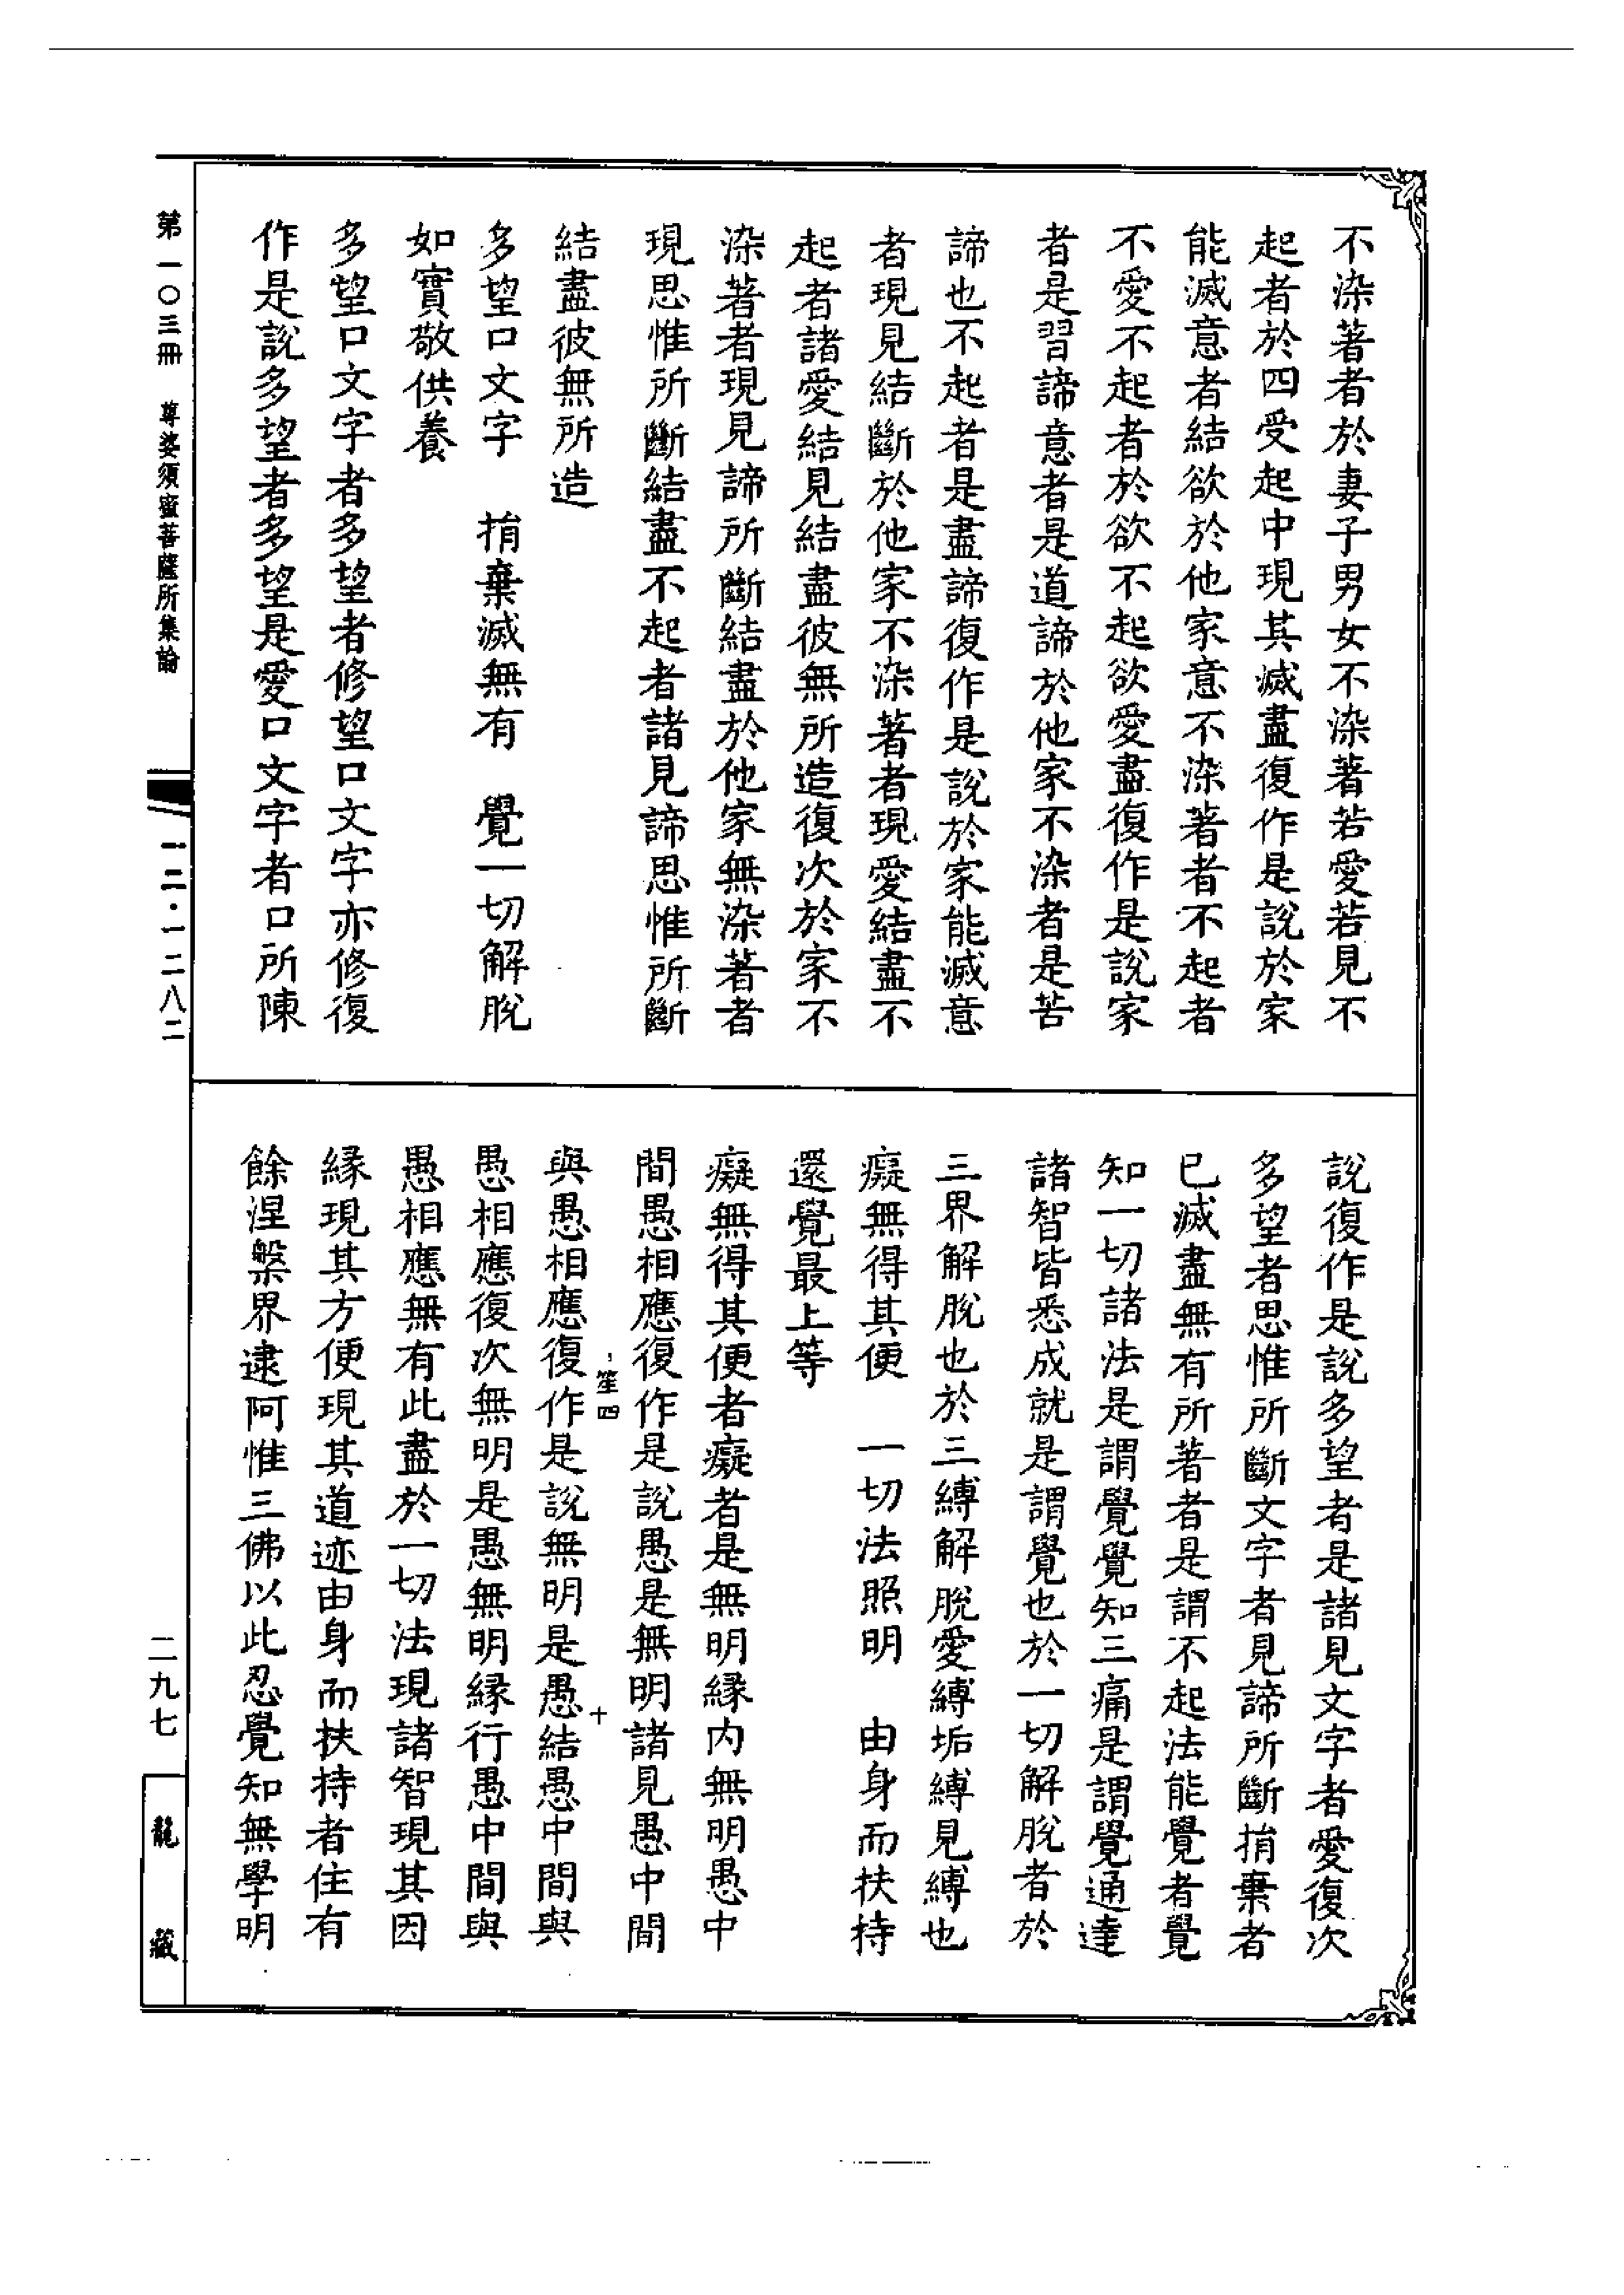 不染著者於妻子男女不染著若愛若見不
起者於四受起中現其滅盡復作是說於家
能滅意者結欲於他家意不染著者不起者
不愛不起者於欲不起欲愛盡復作是說家
者是習諦意者是道諦於他家不染者是苦
諦也不起者是盡諦復作是說於家能滅意
者現見結斷於他家不染著者現愛結盡不
起者諸愛結見結盡彼無所造復次於家不
染著者現見諦所斷結盡於他家無染著者
現思惟所斷結盡不起者諸見諦思惟所斷
結盡彼無所造
多望口文字　捐棄滅無有　覺一切解脫
如實敬供養
多望口文字者多望者修望口文字亦修復
作是說多望者多望是愛口文字者口所陳
說復作是說多望者是諸見文字者愛復次
多望者思惟所斷文字者見諦所斷捐棄者
已滅盡無有所著者是謂不起法能覺者覺
知一切諸法是謂覺覺知三痛是謂覺通達
諸智皆悉成就是謂覺也於一切解脫者於
三界解脫也於三縛解脫愛縛垢縛見縛也
癡無得其便　一切法照明　由身而扶持
還覺最上等
癡無得其便者癡者是無明緣內無明愚中
間愚相應復作是說愚是無明諸見愚中間
笙四　十
與愚相應復作是說無明是愚結愚中間與
愚相應復次無明是愚無明緣行愚中間與
愚相應無有此盡於一切法現諸智現其因
緣現其方便現其道迹由身而扶持者住有
餘涅槃界逮阿惟三佛以此忍覺知無學明
第一〇三冊　尊婆須蜜菩薩所集論
一二·一二八二
二九七
龍藏